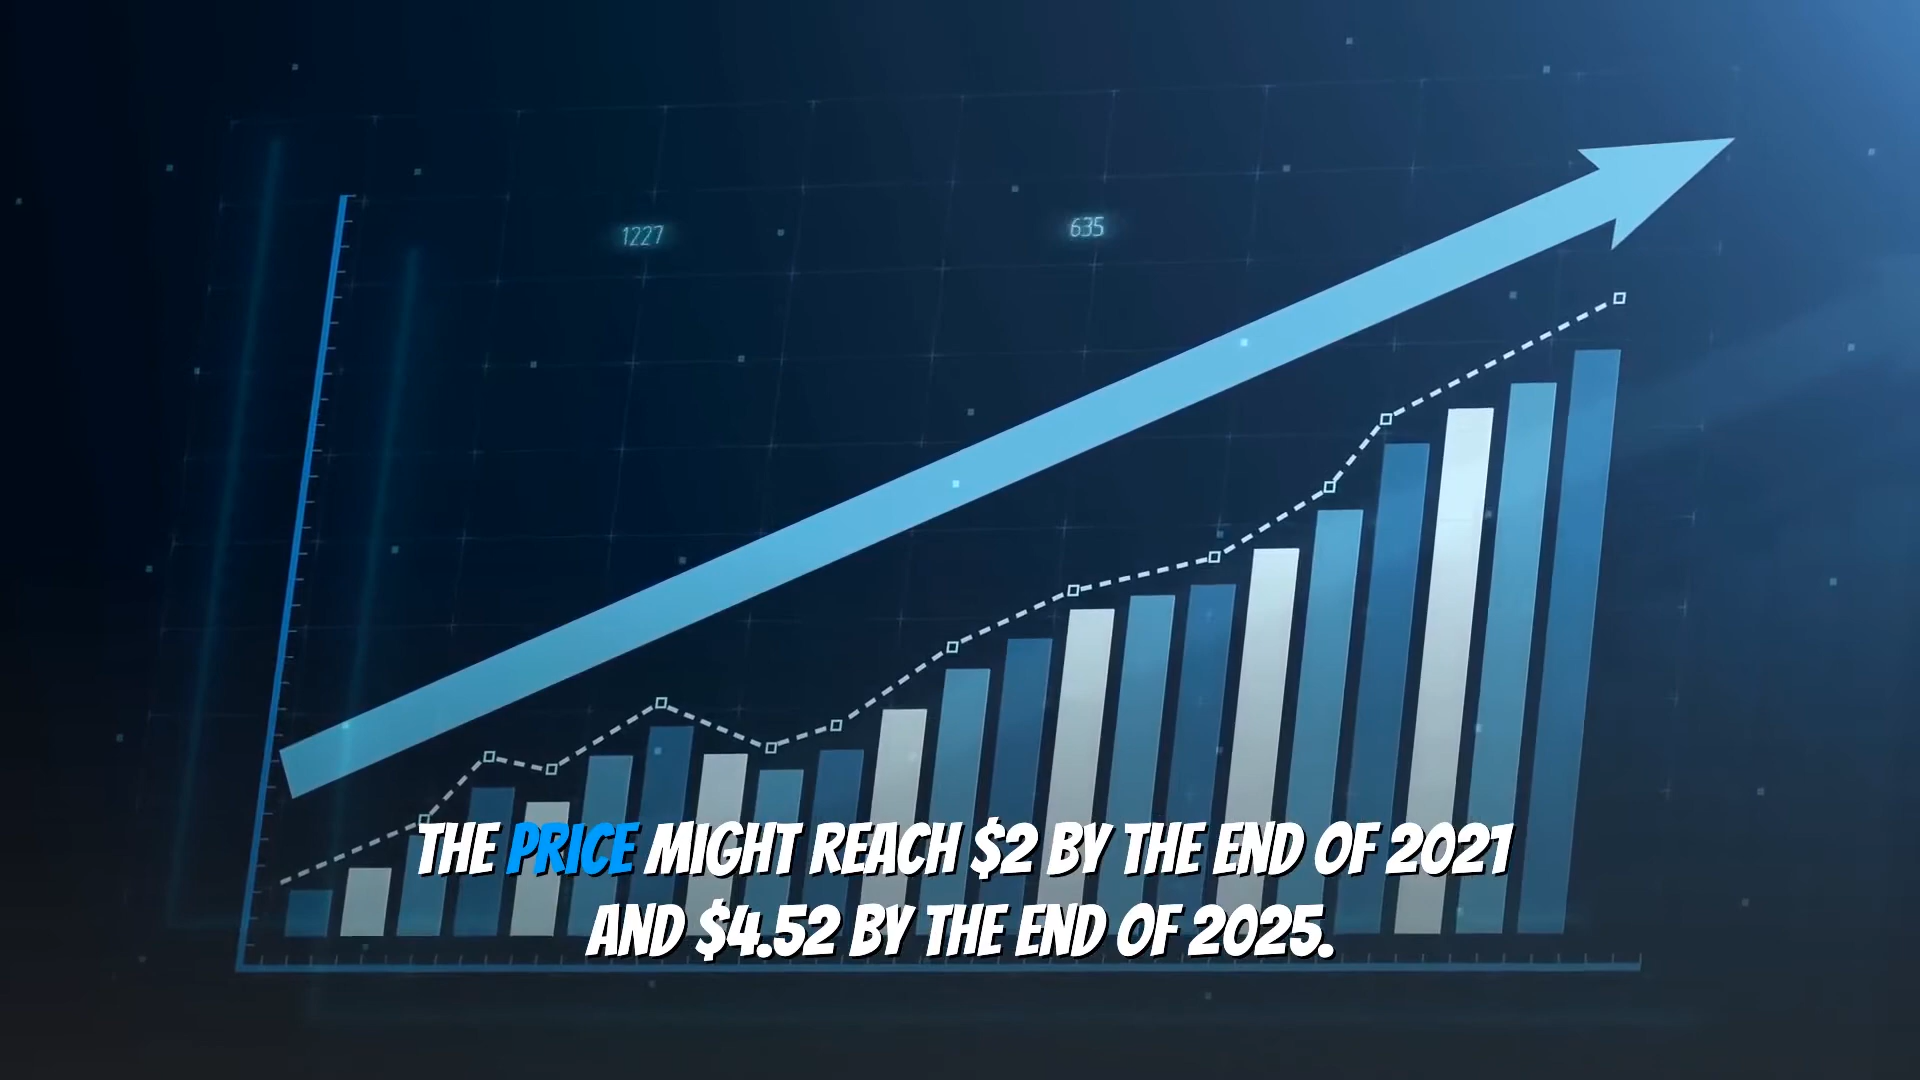 1227
635
THE PRICE MIGHT REACH $2 BY THE END OF 2021
AND $4.52 BY THE END OF 2025.